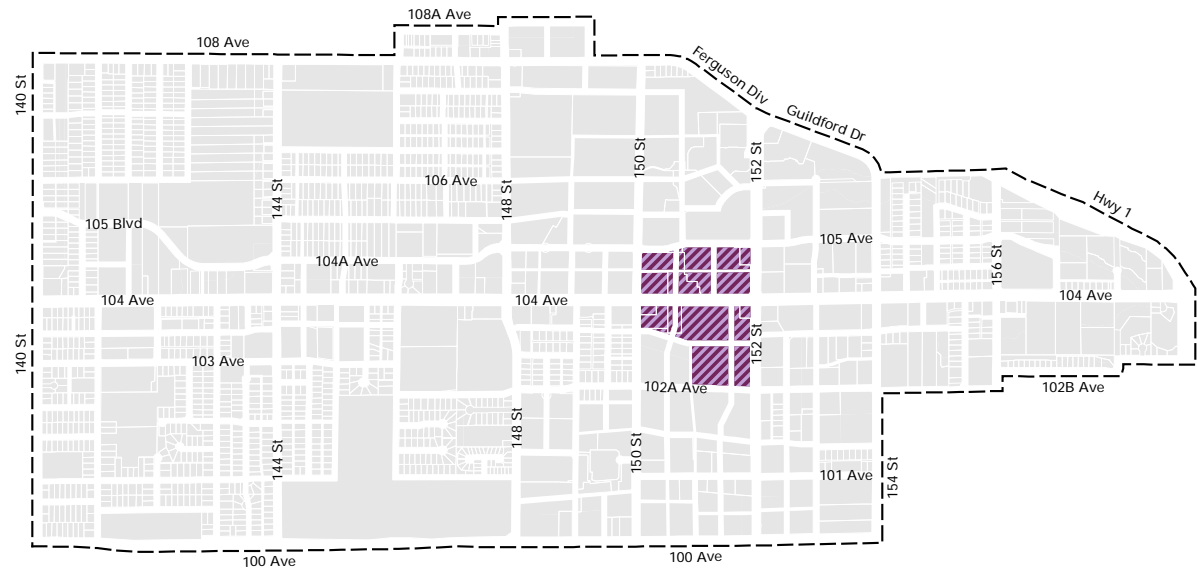 108A Ave
108 Ave
Ferguson Div
140 St
Guildford Dr
150 St
152 St
106 Ave
144 St
148 St
Hwy 1
105 Blvd
105 Ave
156 St
104A Ave
104 Ave
104 Ave
104 Ave
140 St
152 St
103 Ave
102A Ave
102B Ave
148 St
144 St
150 St
101 Ave
154 St
100 Ave
100 Ave